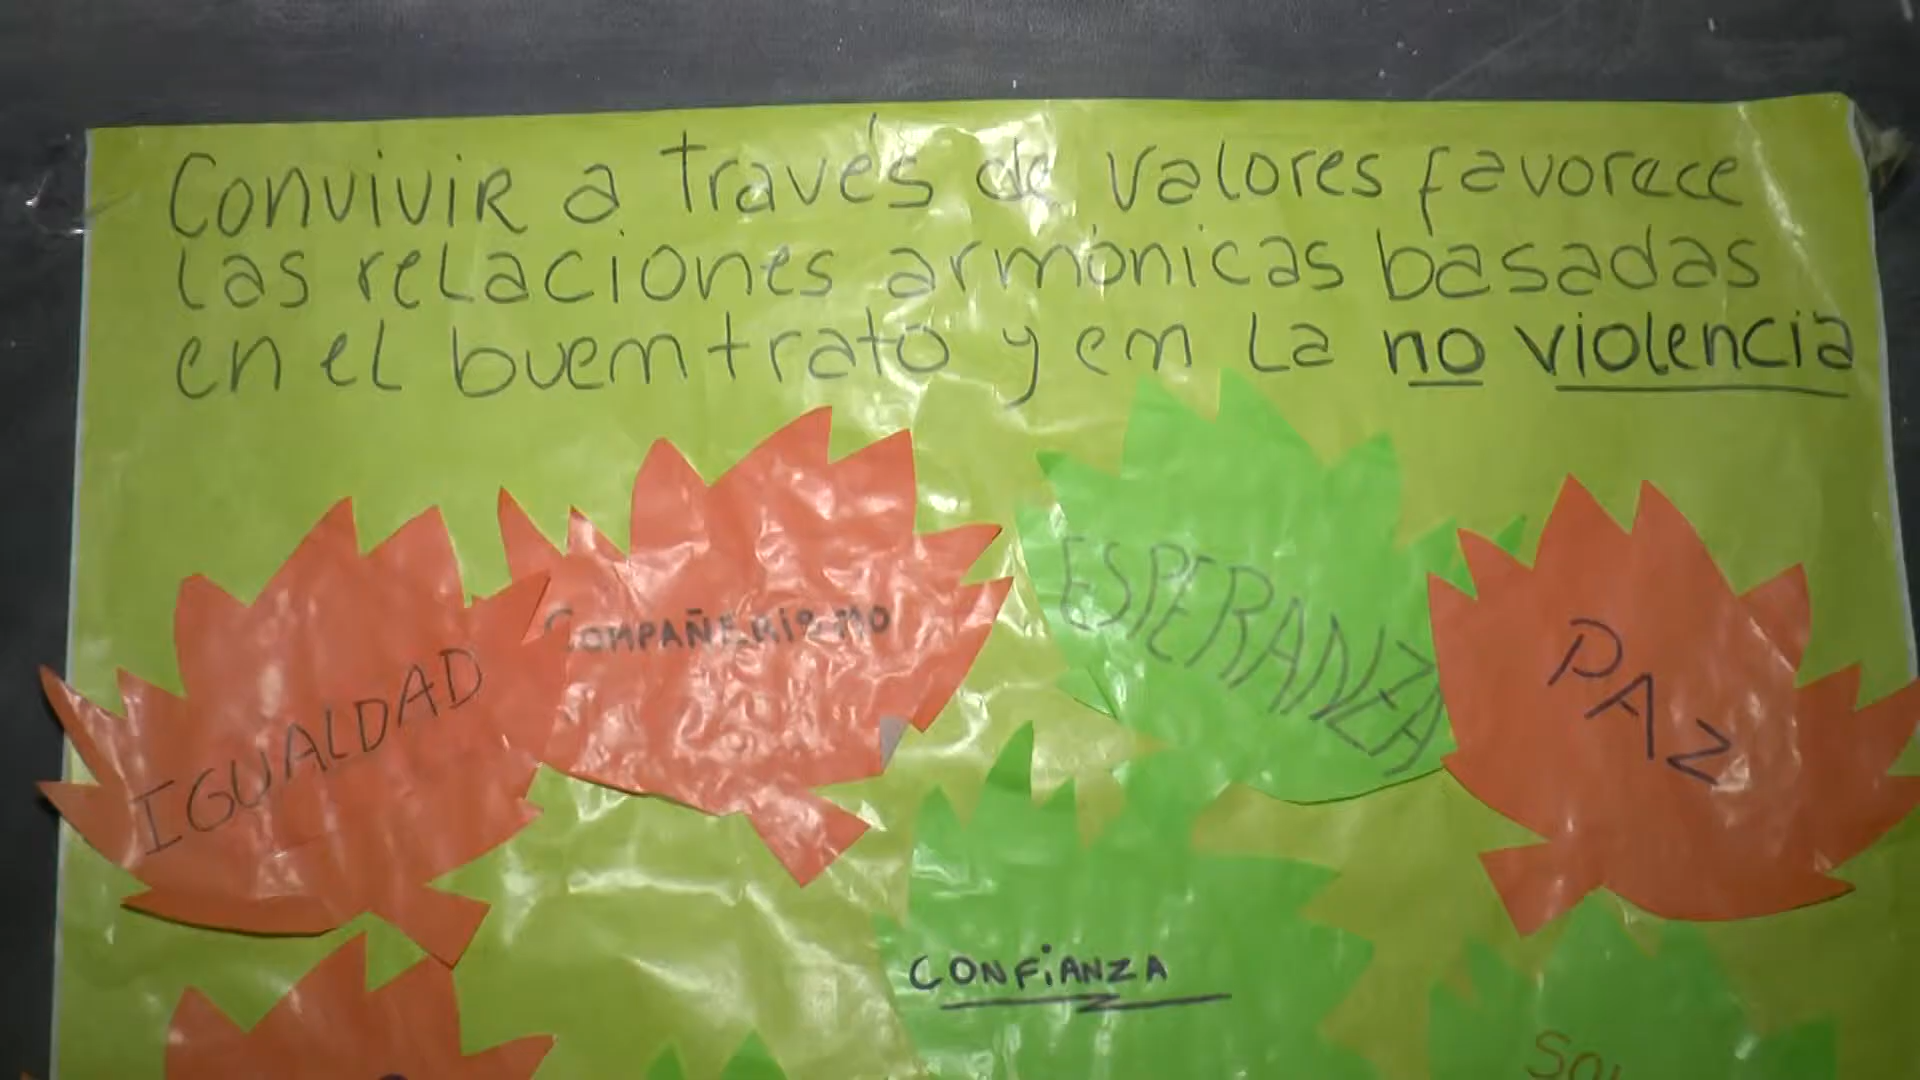 Convivir a través de valores favorece
las relaciones armónicas basadas
en el buemtrato y em la no violencia
IGUALDAD
COMPAÑERISMO
ESPERANZA
PAZ
CONFIANZA